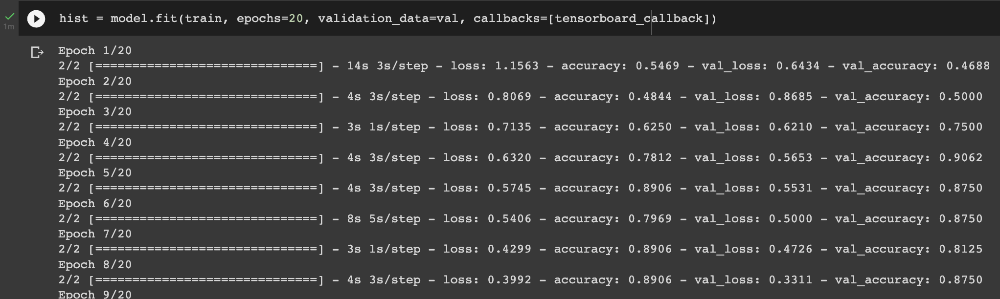 hist = model.fit(train, epochs=20, validation_data=val, callbacks=[tensorboard_callback])
1m
Epoch 1/20
2/2 [==============================] - 14s 3s/step - loss: 1.1563 - accuracy: 0.5469 - val_loss: 0.6434 - val_accuracy: 0.4688
Epoch 2/20
2/2 [==============================] - 4s 3s/step - loss: 0.8069 - accuracy: 0.4844 - val_loss: 0.8685 - val_accuracy: 0.5000
Epoch 3/20
2/2 [==============================] - 3s 1s/step - loss: 0.7135 - accuracy: 0.6250 - val_loss: 0.6210 - val_accuracy: 0.7500
Epoch 4/20
2/2 [==============================] - 4s 3s/step - loss: 0.6320 - accuracy: 0.7812 - val_loss: 0.5653 - val_accuracy: 0.9062
Epoch 5/20
2/2 [==============================] - 4s 3s/step - loss: 0.5745 - accuracy: 0.8906 - val_loss: 0.5531 - val_accuracy: 0.8750
Epoch 6/20
2/2 [==============================] - 8s 5s/step - loss: 0.5406 - accuracy: 0.7969 - val_loss: 0.5000 - val_accuracy: 0.8750
Epoch 7/20
2/2 [==============================] - 3s 1s/step - loss: 0.4299 - accuracy: 0.8906 - val_loss: 0.4726 - val_accuracy: 0.8125
Epoch 8/20
2/2 [==============================] - 4s 3s/step - loss: 0.3992 - accuracy: 0.8906 - val_loss: 0.3311 - val_accuracy: 0.8750
Epoch 9/20